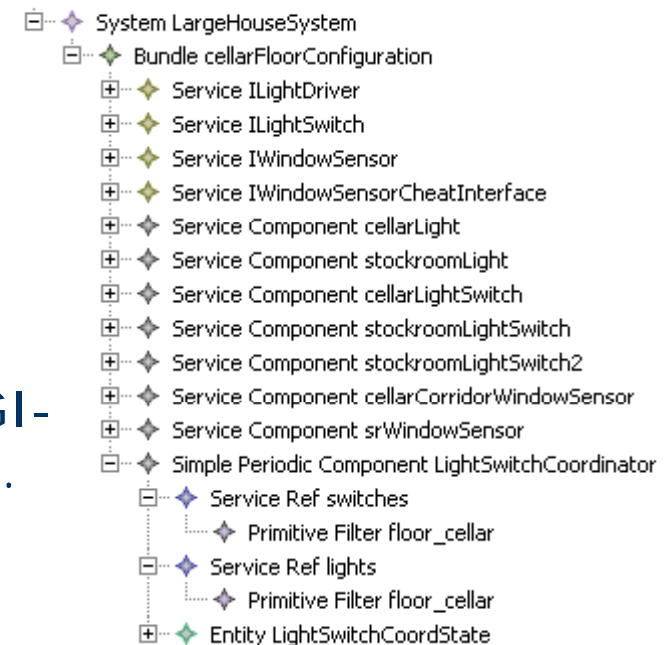 System LargeHouseSystem
Bundle cellarFloorConfiguration
Service ILightDriver
Service ILightSwitch
Service IWindowSensor
Service IWindowSensorCheatInterface
Service Component cellarLight
Service Component stockroomLight
Service Component cellarLightSwitch
Service Component stockroomLightSwitch
Service Component stockroomLightSwitch2
Service Component cellarCorridorWindowSensor
Service Component srWindowSensor
Simple Periodic Component LightSwitchCoordinator
Service Ref switches
Primitive Filter floor_cellar
Service Ref lights
Primitive Filter floor_cellar
Entity LightSwitchCoordState